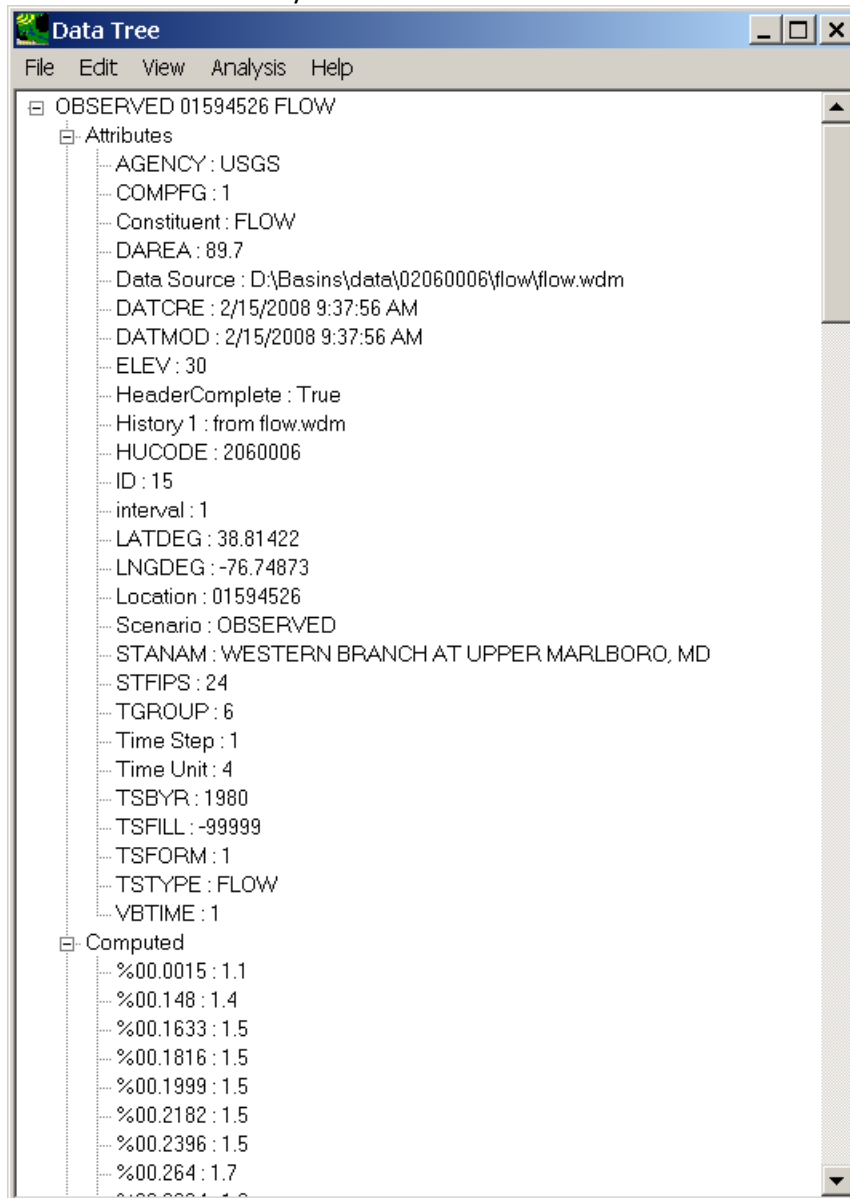 Data Tree
File Edit View Analysis Help
OBSERVED 01594526 FLOW
Attributes
AGENCY : USGS
COMPFG : 1
Constituent : FLOW
DAREA : 89.7
Data Source : D:\Basins\data\02060006\flow\flow.wdm
DATCRE : 2/15/2008 9:37:56 AM
DATMOD : 2/15/2008 9:37:56 AM
ELEV : 30
HeaderComplete : True
History 1 : from flow.wdm
HUCODE : 2060006
ID : 15
interval : 1
LATDEG : 38.81422
LNGDEG : -76.74873
Location : 01594526
Scenario : OBSERVED
STANAM : WESTERN BRANCH AT UPPER MARLBORO, MD
STFIPS : 24
TGROUP : 6
Time Step : 1
Time Unit : 4
TSBYR : 1980
TSFILL : -99999
TSFORM : 1
TSTYPE : FLOW
VBTIME : 1
Computed
%00.0015 : 1.1
%00.148 : 1.4
%00.1633 : 1.5
%00.1816 : 1.5
%00.1999 : 1.5
%00.2182 : 1.5
%00.2396 : 1.5
%00.264 : 1.7